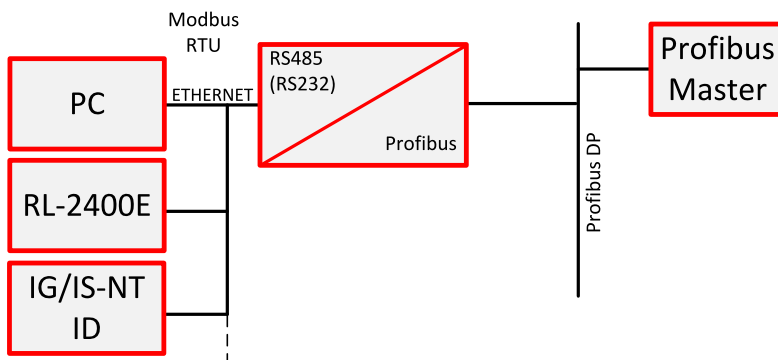 Modbus
RTU
PC
ETHERNET
RS485
(RS232)
Profibus
Profibus
Master
RL-2400E
Profibus DP
IG/IS-NT
ID